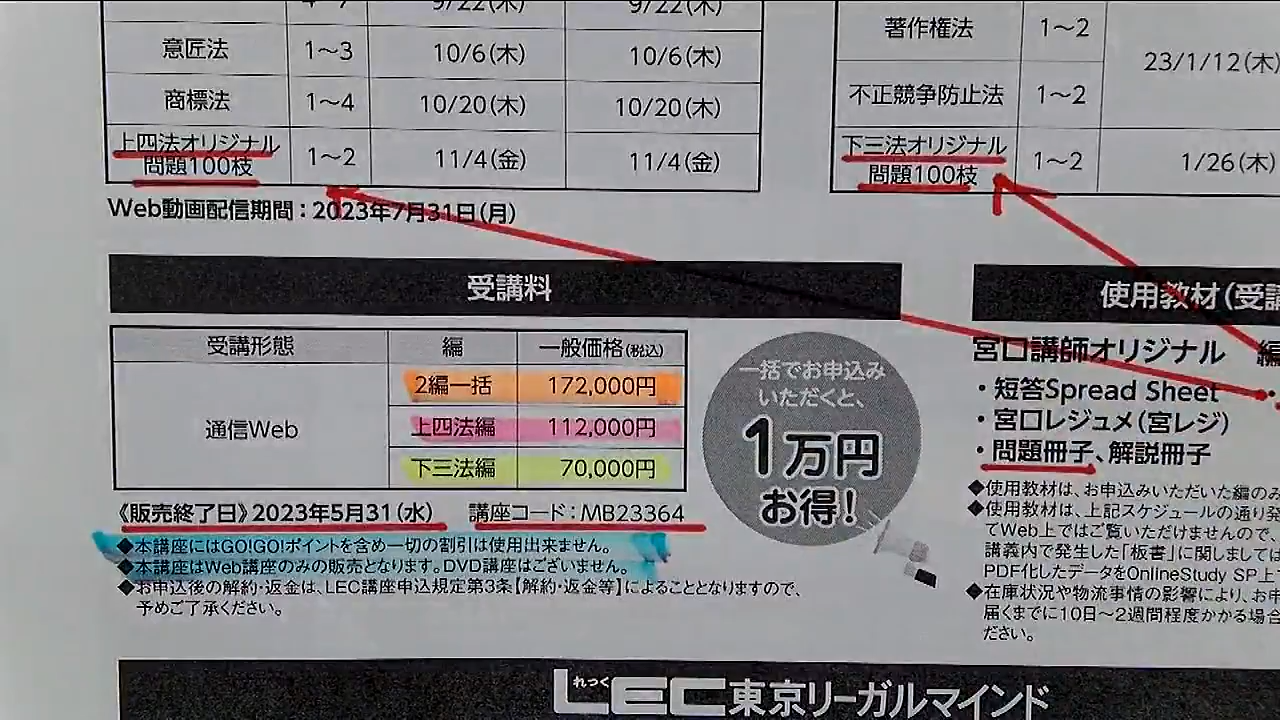 4～7 9/22(木) 9/22(木)
意匠法 1～3 10/6(木) 10/6(木)
商標法 1～4 10/20(木) 10/20(木)
上四法オリジナル
問題100枝 1～2 11/4(金) 11/4(金)
Web動画配信期間：2023年7月31日(月)
著作権法 1～2
23/1/12(木)
不正競争防止法 1～2
下三法オリジナル
問題100枝 1～2 1/26(木)
受講料
受講形態 編 一般価格(税込)
通信Web
2編一括 172,000円
上四法編 112,000円
下三法編 70,000円
一括でお申込み
いただくと、
1万円
お得!
《販売終了日》2023年5月31(水) 講座コード：MB23364
◆本講座にはGO!GO!ポイントを含め一切の割引は使用出来ません。
◆本講座はWeb講座のみの販売となります。DVD講座はございません。
◆お申込後の解約・返金は、LEC講座申込規定第3条【解約・返金等】によることとなりますので、
予めご了承ください。
使用教材(受講
宮口講師オリジナル 編
・短答Spread Sheet
・宮口レジュメ(宮レジ)
・問題冊子、解説冊子
◆使用教材は、お申込みいただいた編のみ
◆使用教材は、上記スケジュールの通り発
てWeb上ではご覧いただけませんので、
講義内で発生した「板書」に関しましては
PDF化したデータをOnlineStudy SP上
◆在庫状況や物流事情の影響により、お申
届くまでに10日～2週間程度かかる場合
ださい。
れっく
LEC東京リーガルマインド